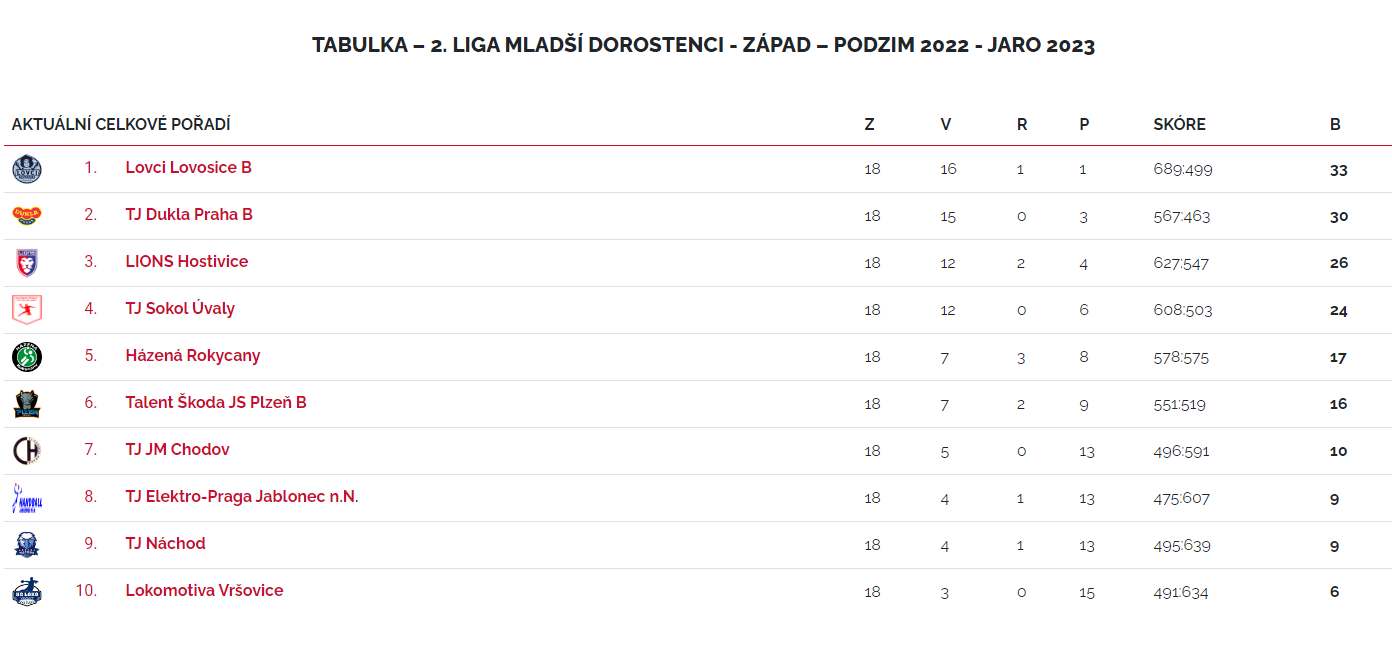 TABULKA – 2. LIGA MLADŠÍ DOROSTENCI - ZÁPAD – PODZIM 2022 - JARO 2023
AKTUÁLNÍ CELKOVÉ POŘADÍ Z V R P SKÓRE B
1. Lovci Lovosice B 18 16 1 1 689:499 33
2. TJ Dukla Praha B 18 15 0 3 567:463 30
3. LIONS Hostivice 18 12 2 4 627:547 26
4. TJ Sokol Úvaly 18 12 0 6 608:503 24
5. Házená Rokycany 18 7 3 8 578:575 17
6. Talent Škoda JS Plzeň B 18 7 2 9 551:519 16
7. TJ JM Chodov 18 5 0 13 496:591 10
8. TJ Elektro-Praga Jablonec n.N. 18 4 1 13 475:607 9
9. TJ Náchod 18 4 1 13 495:639 9
10. Lokomotiva Vršovice 18 3 0 15 491:634 6